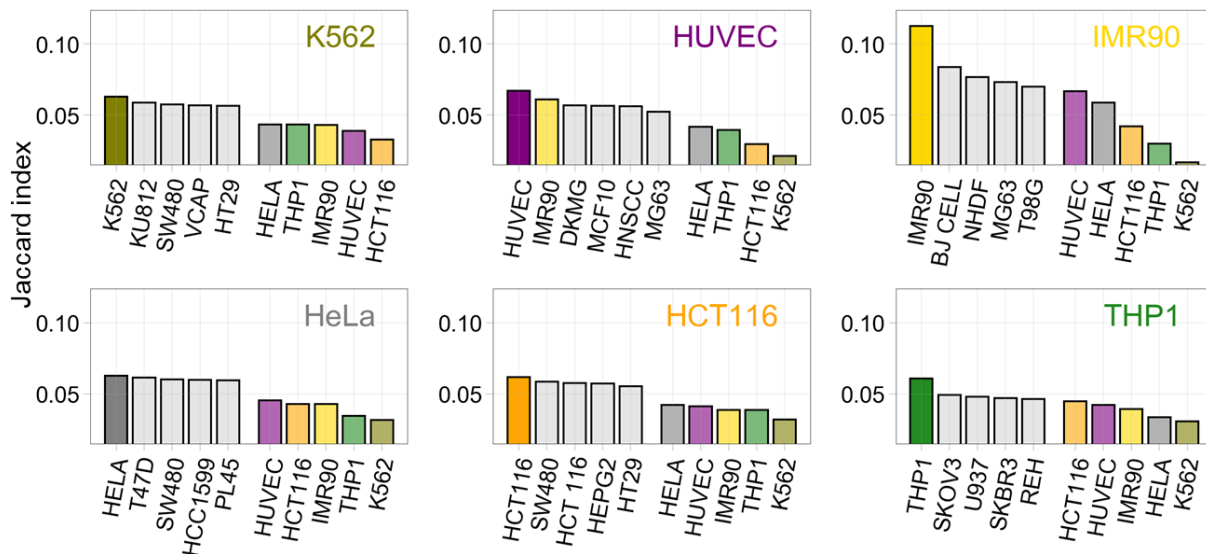 Jaccard index
0.10
0.05
K562
K562
KU812
SW480
VCAP
HT29
HELA
THP1
IMR90
HUVEC
HCT116
0.05
0.10
HUVEC
HUVEC
IMR90
DKMG
MCF10
HNSCC
MG63
HELA
THP1
HCT116
K562
0.10
0.05
IMR90
IMR90
BJ CELL
NHDF
MG63
T98G
HUVEC
HELA
HCT116
THP1
K562
0.10
0.05
HeLa
HELA
T47D
SW480
HCC1599
PL45
HUVEC
HCT116
IMR90
THP1
K562
0.10
0.05
HCT116
HCT116
SW480
HCT 116
HEPG2
HT29
HELA
HUVEC
IMR90
THP1
K562
0.10
0.05
THP1
THP1
SKOV3
U937
SKBR3
REH
HCT116
HUVEC
IMR90
HELA
K562